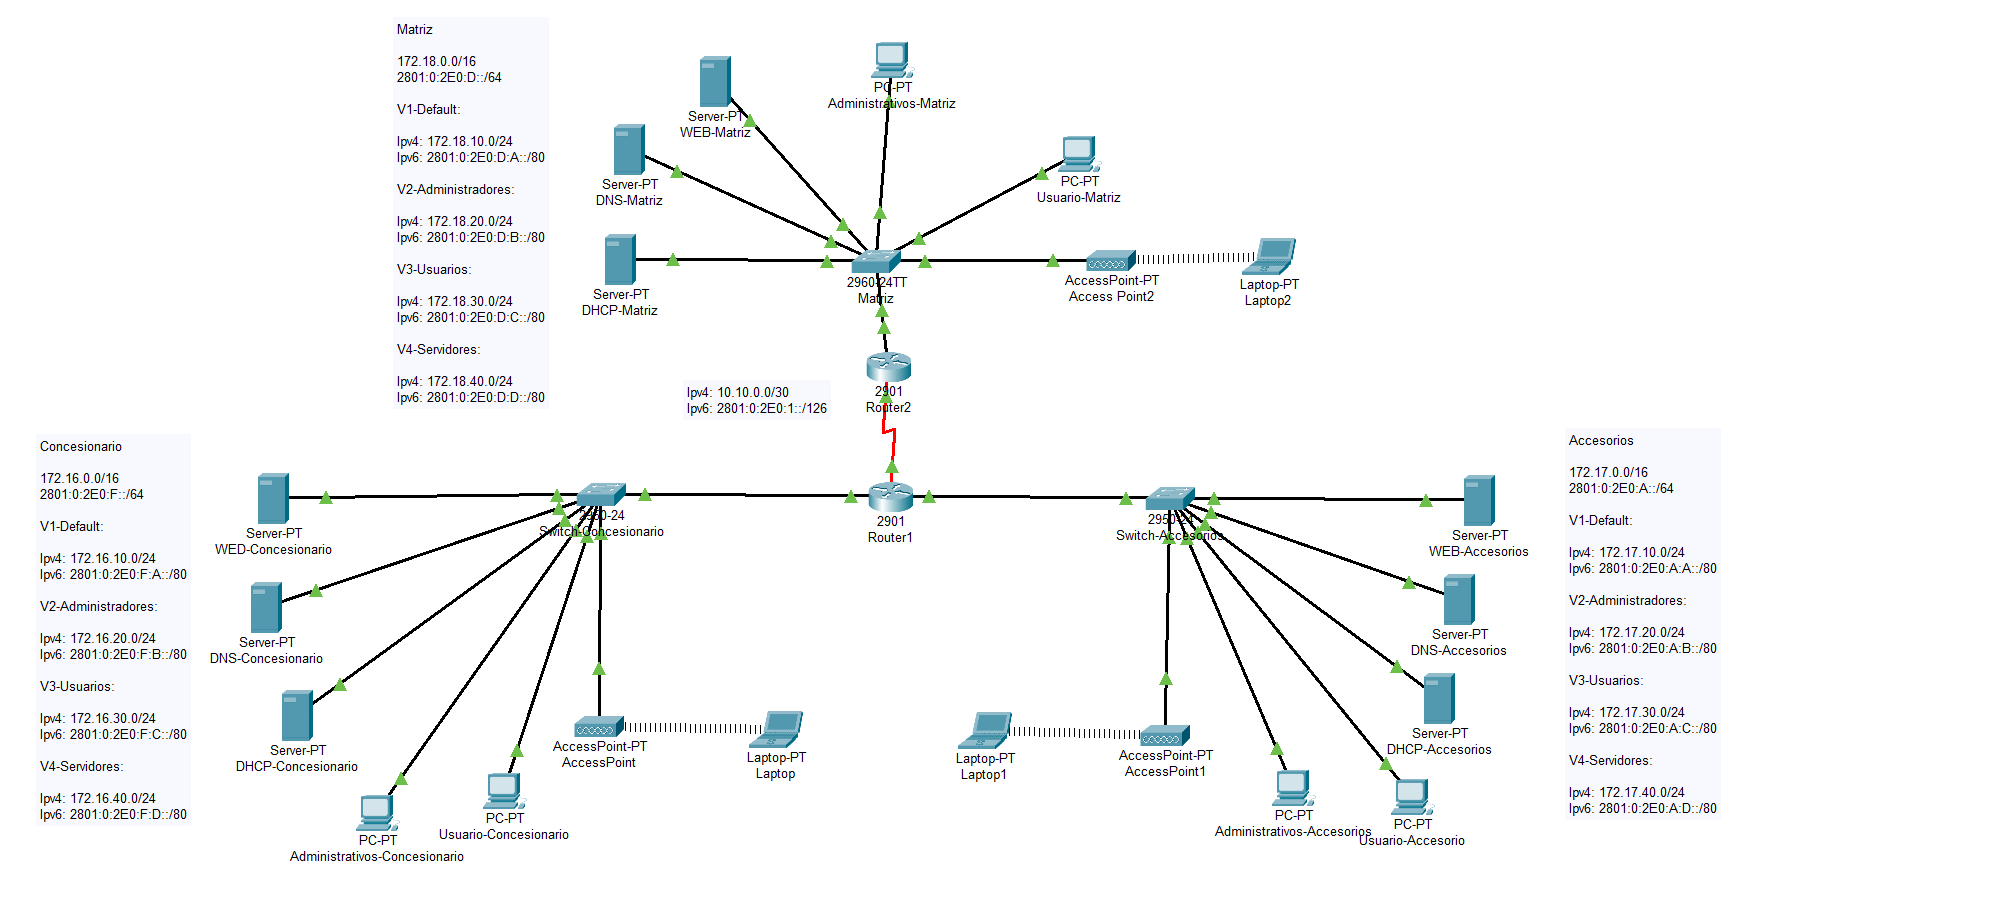 Matriz
172.18.0.0/16
2801:0:2E0:D::/64
V1-Default:
Ipv4: 172.18.10.0/24
Ipv6: 2801:0:2E0:D:A::/80
V2-Administradores:
Ipv4: 172.18.20.0/24
Ipv6: 2801:0:2E0:D:B::/80
V3-Usuarios:
Ipv4: 172.18.30.0/24
Ipv6: 2801:0:2E0:D:C::/80
V4-Servidores:
Ipv4: 172.18.40.0/24
Ipv6: 2801:0:2E0:D:D::/80
PC-PT
Administrativos-Matriz
Server-PT
WEB-Matriz
Server-PT
DNS-Matriz
PC-PT
Usuario-Matriz
Server-PT
DHCP-Matriz
2960-24TT
Matriz
AccessPoint-PT
Access Point2
Laptop-PT
Laptop2
Ipv4: 10.10.0.0/30
Ipv6: 2801:0:2E0:1::/126
2901
Router2
Concesionario
172.16.0.0/16
2801:0:2E0:F::/64
V1-Default:
Ipv4: 172.16.10.0/24
Ipv6: 2801:0:2E0:F:A::/80
V2-Administradores:
Ipv4: 172.16.20.0/24
Ipv6: 2801:0:2E0:F:B::/80
V3-Usuarios:
Ipv4: 172.16.30.0/24
Ipv6: 2801:0:2E0:F:C::/80
V4-Servidores:
Ipv4: 172.16.40.0/24
Ipv6: 2801:0:2E0:F:D::/80
Server-PT
WED-Concesionario
2950-24
Switch-Concesionario
2901
Router1
2950-24
Switch-Accesorios
Server-PT
WEB-Accesorios
Server-PT
DNS-Concesionario
Server-PT
DNS-Accesorios
Server-PT
DHCP-Concesionario
AccessPoint-PT
AccessPoint
Laptop-PT
Laptop
Laptop-PT
Laptop1
AccessPoint-PT
AccessPoint1
Server-PT
DHCP-Accesorios
PC-PT
Administrativos-Concesionario
PC-PT
Usuario-Concesionario
PC-PT
Administrativos-Accesorios
PC-PT
Usuario-Accesorio
Accesorios
172.17.0.0/16
2801:0:2E0:A::/64
V1-Default:
Ipv4: 172.17.10.0/24
Ipv6: 2801:0:2E0:A:A::/80
V2-Administradores:
Ipv4: 172.17.20.0/24
Ipv6: 2801:0:2E0:A:B::/80
V3-Usuarios:
Ipv4: 172.17.30.0/24
Ipv6: 2801:0:2E0:A:C::/80
V4-Servidores:
Ipv4: 172.17.40.0/24
Ipv6: 2801:0:2E0:A:D::/80